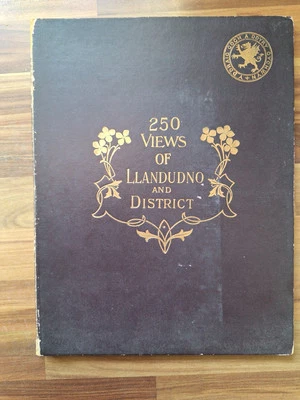 250
VIEWS
OF
LLANDUDNO
AND
DISTRICT